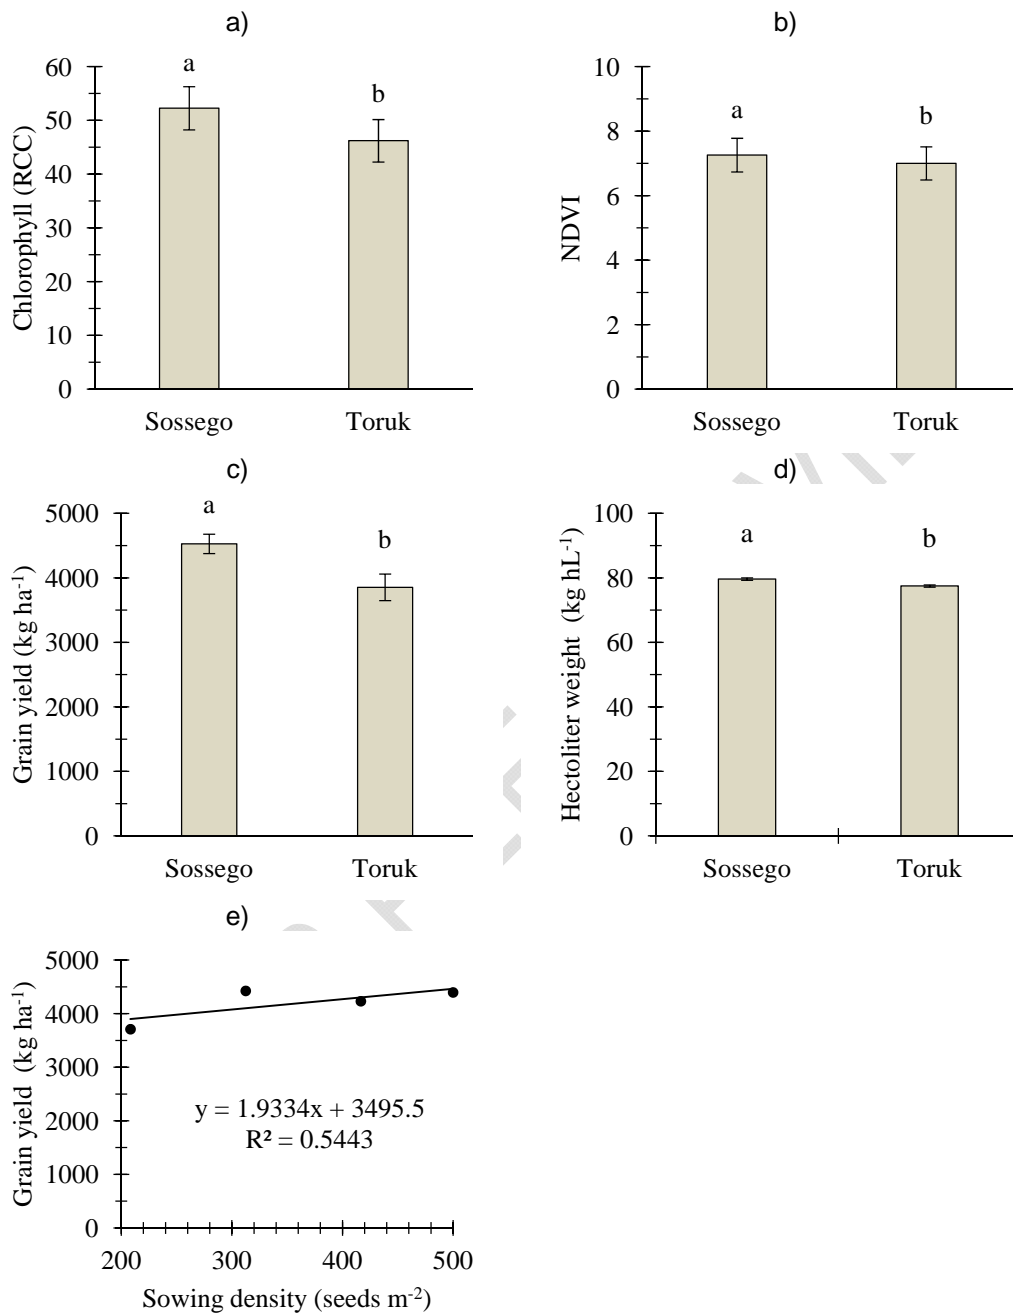 a)
60
50
40
30
20
10
0
Chlorophyll (RCC)
a
b
Sossego Toruk
b)
10
8
6
4
2
0
NDVI
a
b
Sossego Toruk
c)
5000
4000
3000
2000
1000
0
Grain yield (kg ha⁻¹)
a
b
Sossego Toruk
d)
100
80
60
40
20
0
Hectoliter weight (kg hL⁻¹)
a
b
Sossego Toruk
e)
5000
4000
3000
2000
1000
0
Grain yield (kg ha⁻¹)
y = 1.9334x + 3495.5
R² = 0.5443
200 300 400 500
Sowing density (seeds m⁻²)